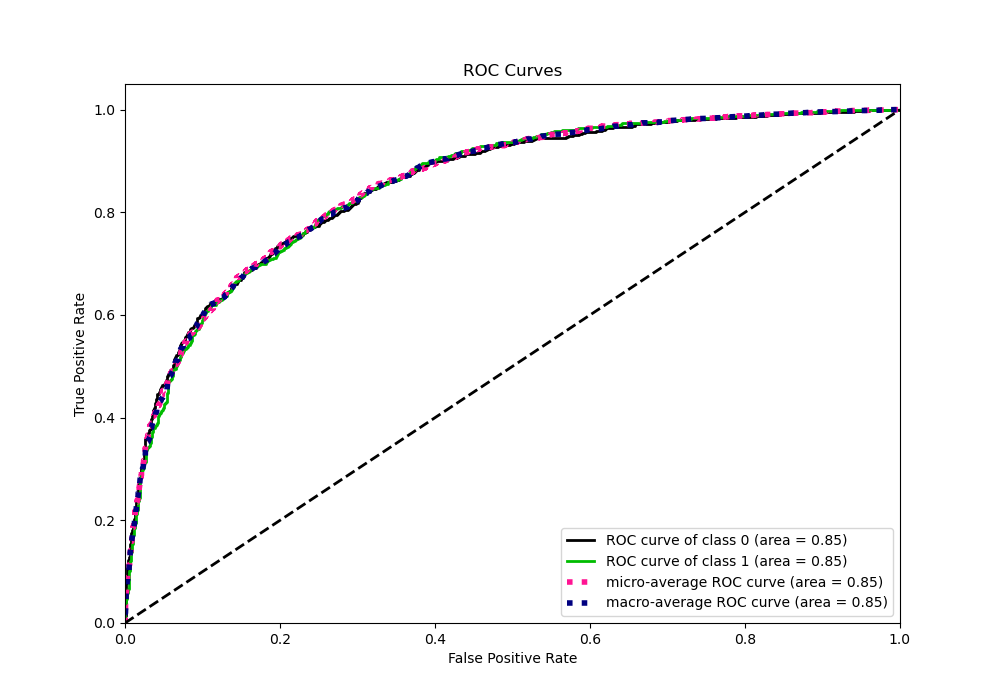 ROC Curves
True Positive Rate
1.0
0.8
0.6
0.4
0.2
0.0
0.0 0.2 0.4 0.6 0.8 1.0
False Positive Rate
ROC curve of class 0 (area = 0.85)
ROC curve of class 1 (area = 0.85)
micro-average ROC curve (area = 0.85)
macro-average ROC curve (area = 0.85)